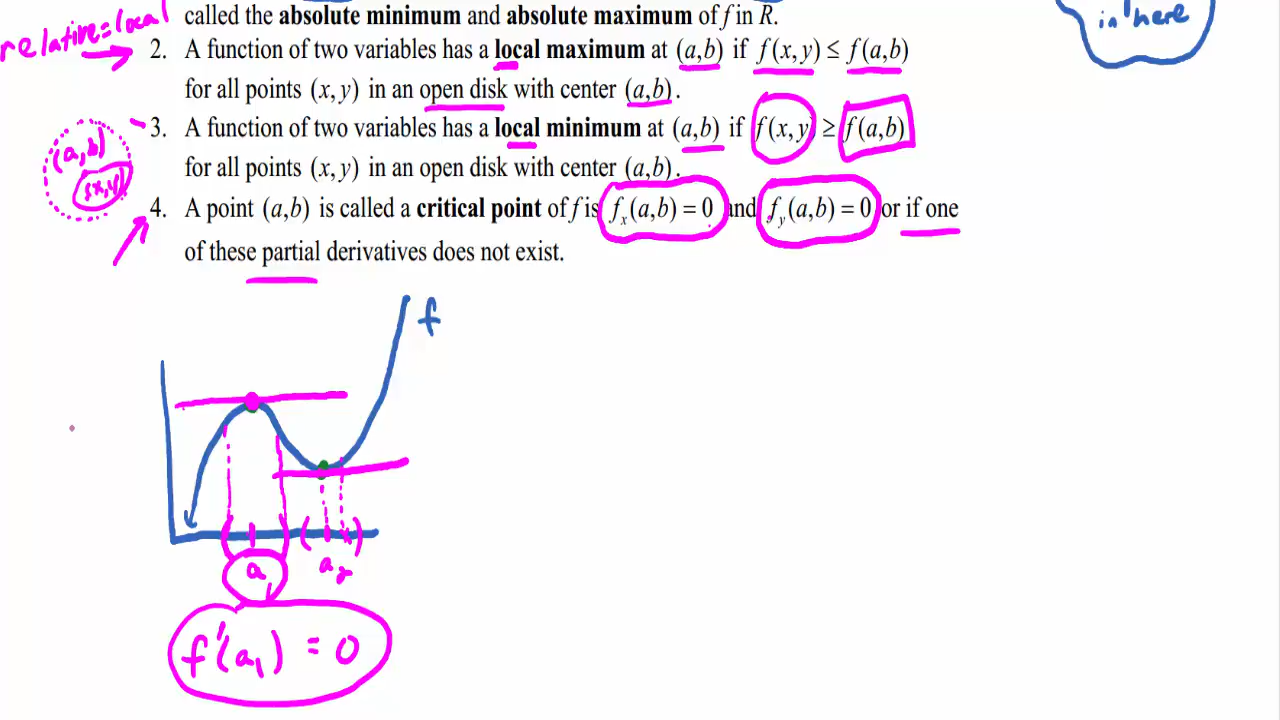 called the absolute minimum and absolute maximum of f in R.
in here
relative=local
2. A function of two variables has a local maximum at (a,b) if f(x,y) ≤ f(a,b)
for all points (x,y) in an open disk with center (a,b).
3. A function of two variables has a local minimum at (a,b) if f(x,y) ≥ f(a,b)
for all points (x,y) in an open disk with center (a,b).
(a,b)
(x,y)
4. A point (a,b) is called a critical point of f is f_x(a,b) = 0 and f_y(a,b) = 0 or if one
of these partial derivatives does not exist.
f
( ) ( )
a₁ a₂
f'(a₁) = 0